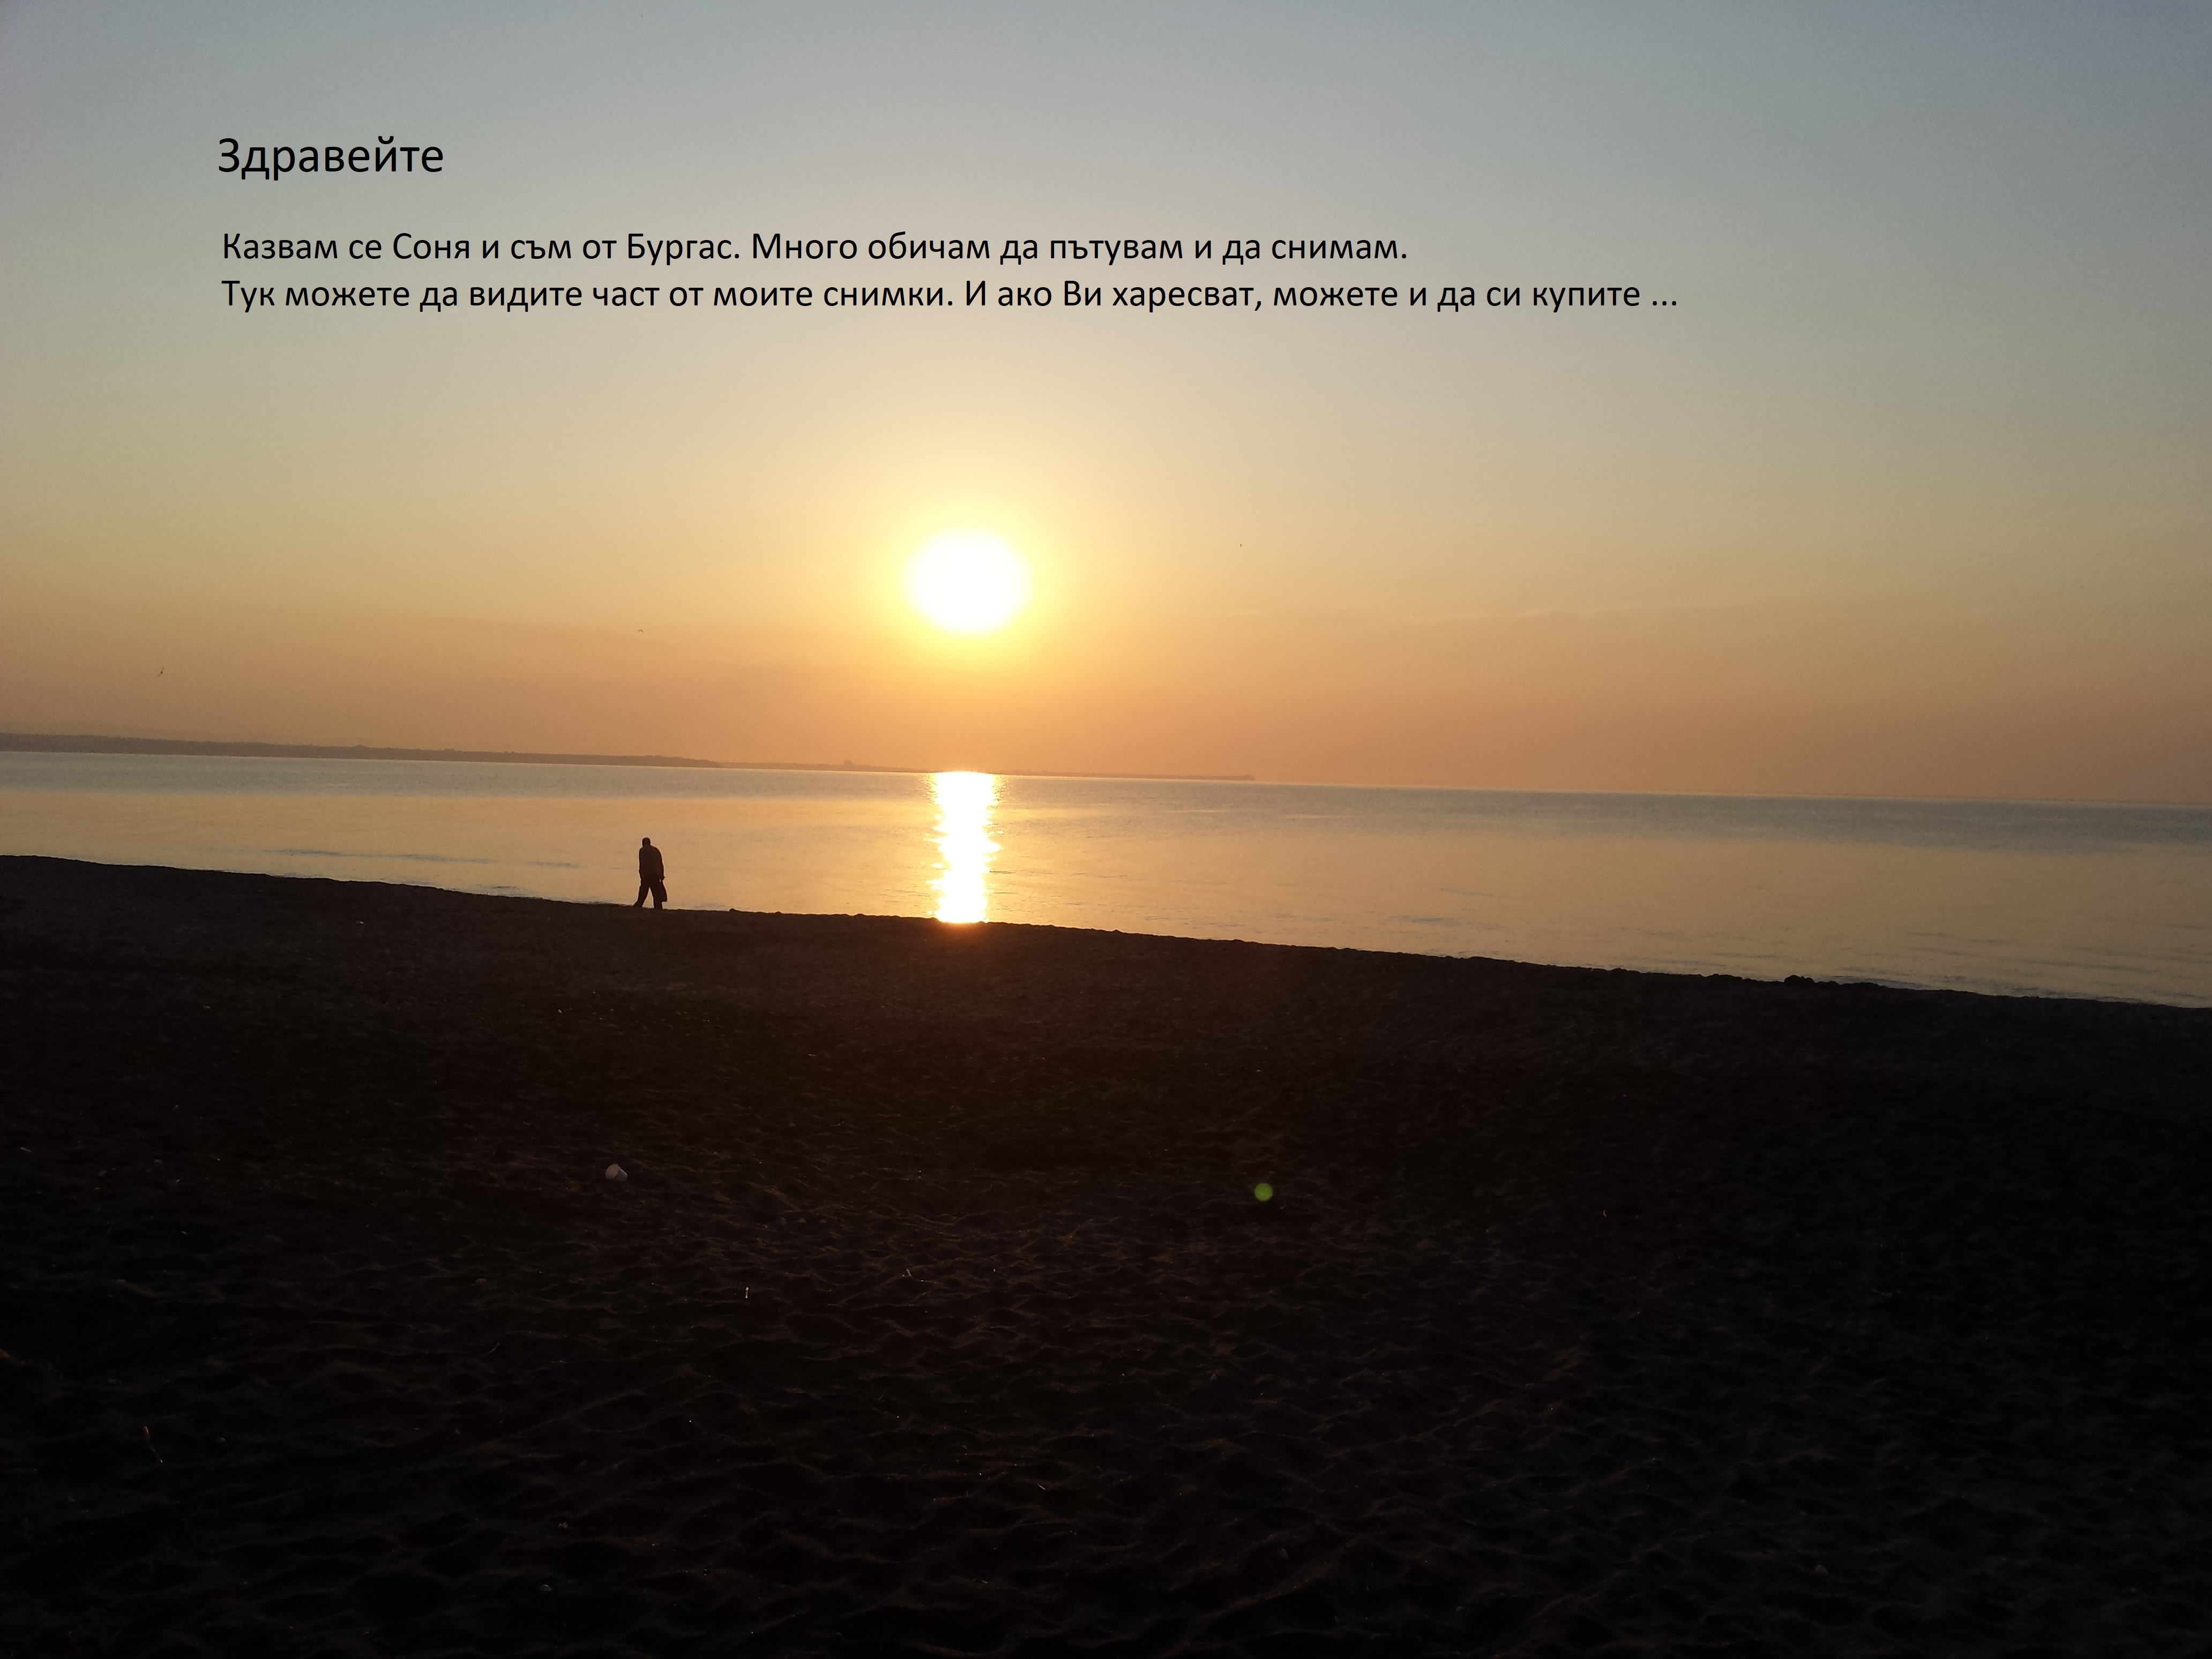 Здравейте
Казвам се Соня и съм от Бургас. Много обичам да пътувам и да снимам.
Тук можете да видите част от моите снимки. И ако Ви харесват, можете и да си купите ...